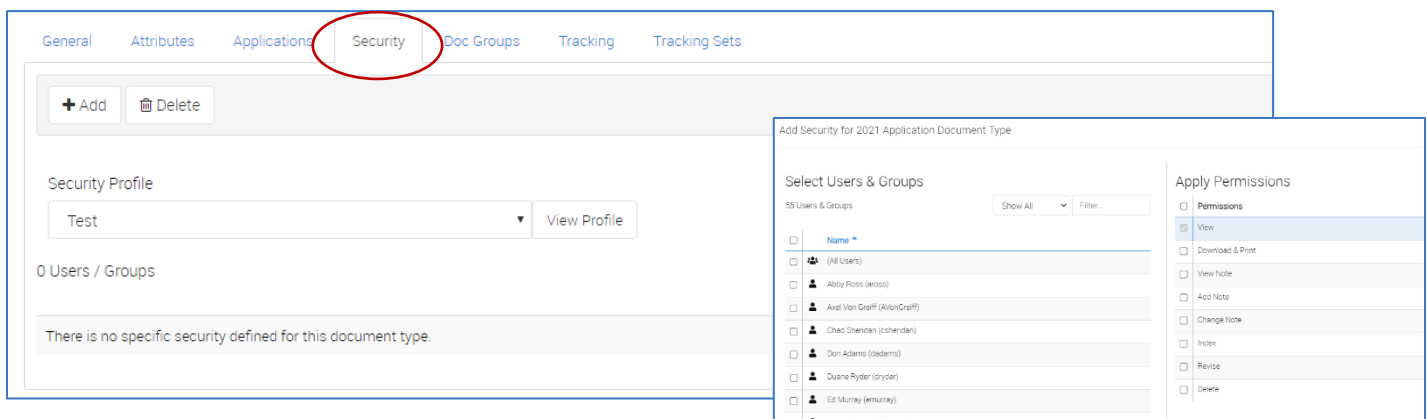 General Attributes Applications Security Doc Groups Tracking Tracking Sets
Add Delete
Security Profile
Test View Profile
0 Users / Groups
There is no specific security defined for this document type.
Add Security for 2021 Application Document Type
Select Users & Groups
55 Users & Groups Show All Filter...
Name
(All Users)
Abby Ross (aross)
Axel Von Greiff (AVonGreiff)
Chad Sheridan (csheridan)
Don Adams (dadams)
Duane Ryder (dryder)
Ed Murray (emurray)
Apply Permissions
Permissions
View
Download & Print
View Note
Add Note
Change Note
Index
Revise
Delete